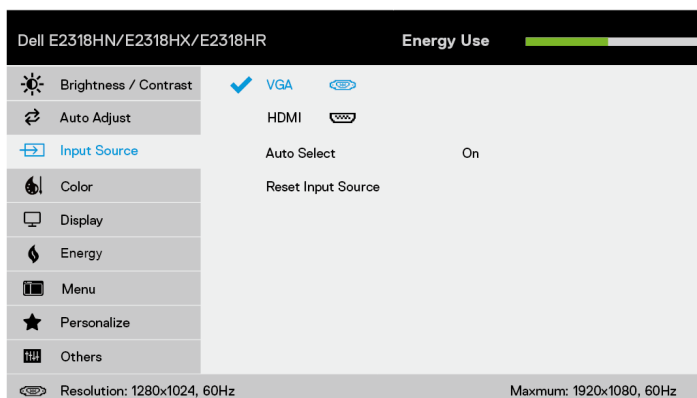 Dell E2318HN/E2318HX/E2318HR Energy Use
Brightness / Contrast VGA
Auto Adjust HDMI
Input Source Auto Select On
Color Reset Input Source
Display
Energy
Menu
Personalize
Others
Resolution: 1280x1024, 60Hz Maxmum: 1920x1080, 60Hz